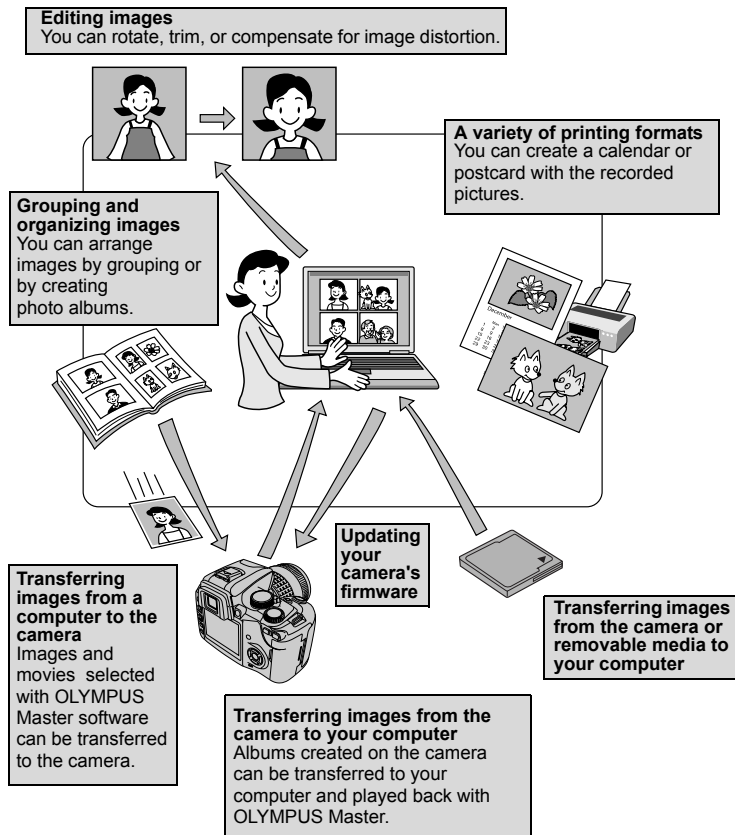 Editing images
You can rotate, trim, or compensate for image distortion.
A variety of printing formats
You can create a calendar or
postcard with the recorded
pictures.
Grouping and
organizing images
You can arrange
images by grouping or
by creating
photo albums.
December
Updating
your
camera's
firmware
Transferring
images from a
computer to the
camera
Images and
movies selected
with OLYMPUS
Master software
can be transferred
to the camera.
Transferring images
from the camera or
removable media to
your computer
Transferring images from the
camera to your computer
Albums created on the camera
can be transferred to your
computer and played back with
OLYMPUS Master.